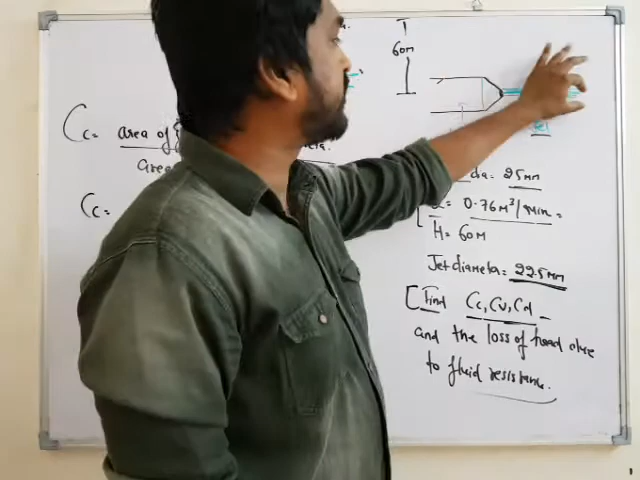 60m
Cc = area of
area
Cc =
da = 25mm
Q = 0.76M³/Min =
H = 60M
Jet diameter = 22.5mm
[Find Cc, Cv, Cd
and the loss of head due
to fluid resistance.